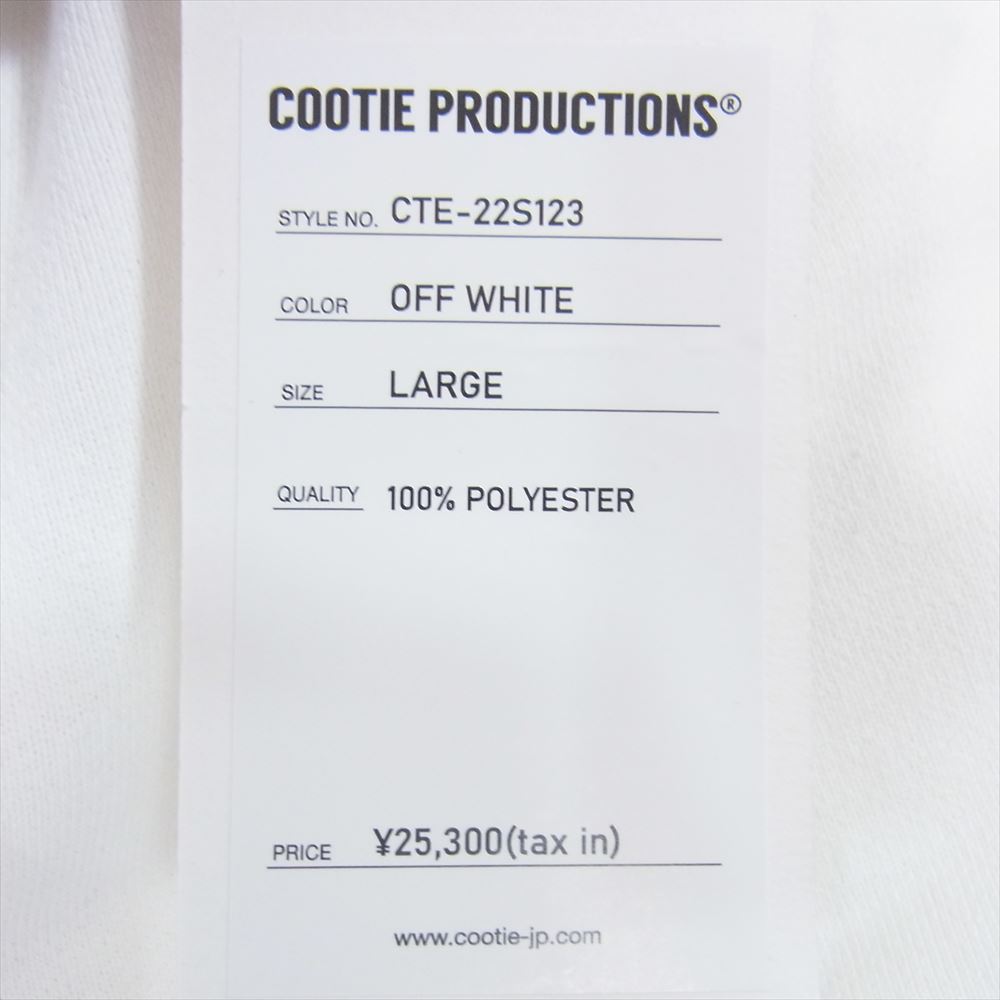 COOTIE PRODUCTIONS®
STYLE NO. CTE-22S123
COLOR OFF WHITE
SIZE LARGE
QUALITY 100% POLYESTER
PRICE ¥25,300(tax in)
www.cootie-jp.com